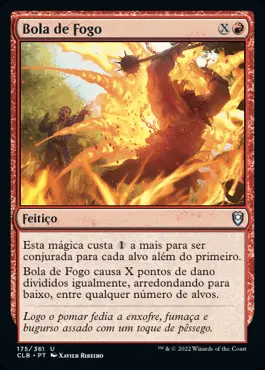 Bola de Fogo X
Feitiço
Esta mágica custa 1 a mais para ser
conjurada para cada alvo além do primeiro.
Bola de Fogo causa X pontos de dano
divididos igualmente, arredondando para
baixo, entre qualquer número de alvos.
Logo o pomar fedia a enxofre, fumaça e
bugurso assado com um toque de pêssego.
175/361 U
CLB • PT Xavier Ribeiro
™ & © 2022 Wizards of the Coast